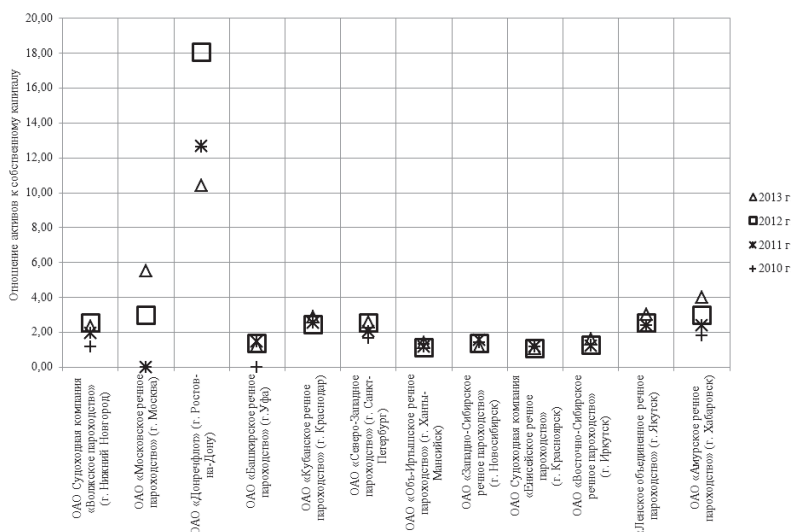 20,00
18,00
16,00
14,00
12,00
10,00
8,00
6,00
4,00
2,00
0,00
Отношение активов к собственному капиталу
ОАО Судоходная компания
«Волжское пароходство»
(г. Нижний Новгород)
ОАО «Московское речное
пароходство» (г. Москва)
ОАО «Донречфлот» (г. Ростов-
на-Дону)
ОАО «Башкирское речное
пароходство» (г.Уфа)
ОАО «Кубанское речное
пароходство» (г. Краснодар)
ОАО «Северо-Западное
пароходство» (г. Санкт-
Петербург)
ОАО «Объ-Иртышское речное
пароходство» (г. Ханты-
Мансийск)
ОАО «Западно-Сибирское
речное пароходство»
(г. Новосибирск)
ОАО Судоходная компания
«Енисейское речное
пароходство»
(г. Красноярск)
ОАО «Восточно-Сибирское
речное пароходство»
(г. Иркутск)
Ленское объединенное речное
пароходство» (г. Якутск)
ОАО «Амурское речное
пароходство» (г. Хабаровск)
2013 г
2012 г
2011 г
2010 г